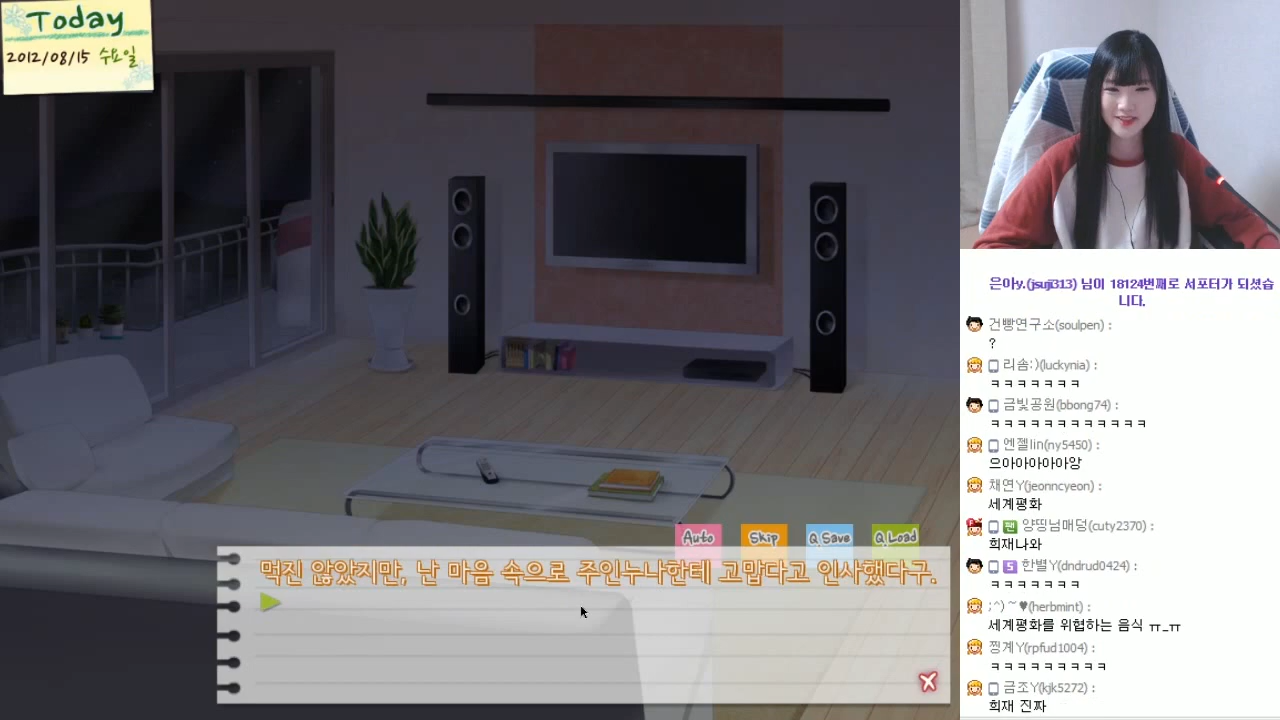 Today
2012/08/15 수요일
Auto
Skip
Q.Save
Q.Load
먹진 않았지만, 난 마음 속으로 주인누나한테 고맙다고 인사했다구.
은아y.(jsuji313) 님이 18124번째로 서포터가 되셨습
니다.
건빵연구소(soulpen) :
?
리솜:)(luckynia) :
ㅋㅋㅋㅋㅋㅋㅋ
금빛공원(bbong74) :
ㅋㅋㅋㅋㅋㅋㅋㅋㅋㅋㅋㅋ
엔젤lin(ny5450) :
으아아아아아앙
채연Y(jeonncyeon) :
세계평화
팬 양띵님매덩(cuty2370) :
희재나와
S 한별Y(dndrud0424) :
ㅋㅋㅋㅋㅋㅋㅋ
;^)~♥(herbmint) :
세계평화를 위협하는 음식 ㅠ_ㅠ
찡계Y(rpfud1004) :
ㅋㅋㅋㅋㅋㅋㅋㅋㅋ
금조Y(kjk5272) :
희재 진짜